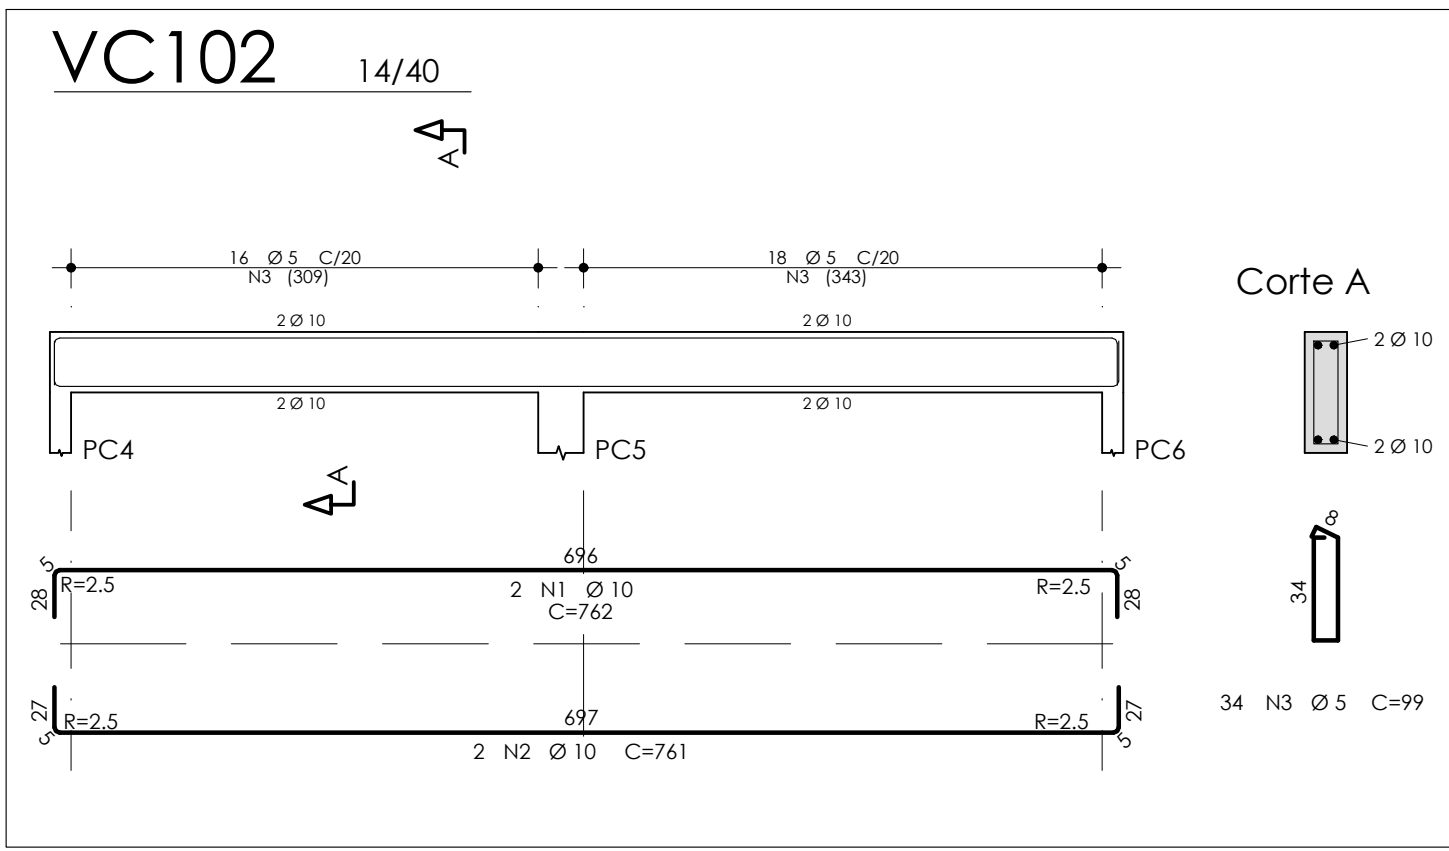 VC102 14/40
A
16 Ø 5 C/20
N3 (309)
18 Ø 5 C/20
N3 (343)
Corte A
2 Ø 10
2 Ø 10
2 Ø 10
2 Ø 10
2 Ø 10
2 Ø 10
PC4
PC5
PC6
A
5
696
5
R=2.5
2 N1 Ø 10
R=2.5
28
C=762
28
8
34
27
R=2.5
697
R=2.5
27
5
2 N2 Ø 10 C=761
5
34 N3 Ø 5 C=99